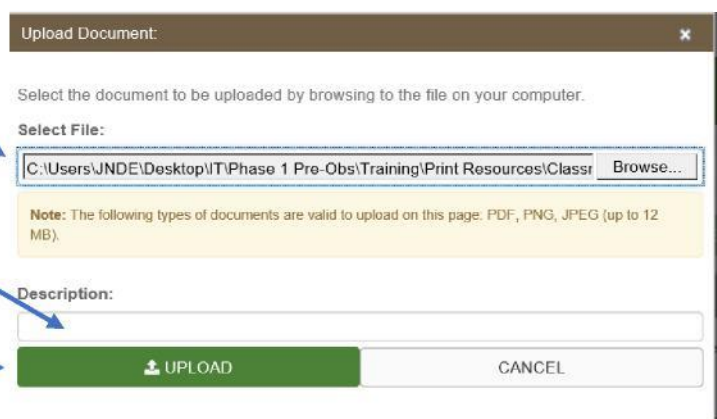 Upload Document:
Select the document to be uploaded by browsing to the file on your computer.
Select File:
C:\Users\JNDE\Desktop\IT\Phase 1 Pre-Obs\Training\Print Resources\Classr Browse...
Note: The following types of documents are valid to upload on this page: PDF, PNG, JPEG (up to 12
MB).
Description:
UPLOAD CANCEL